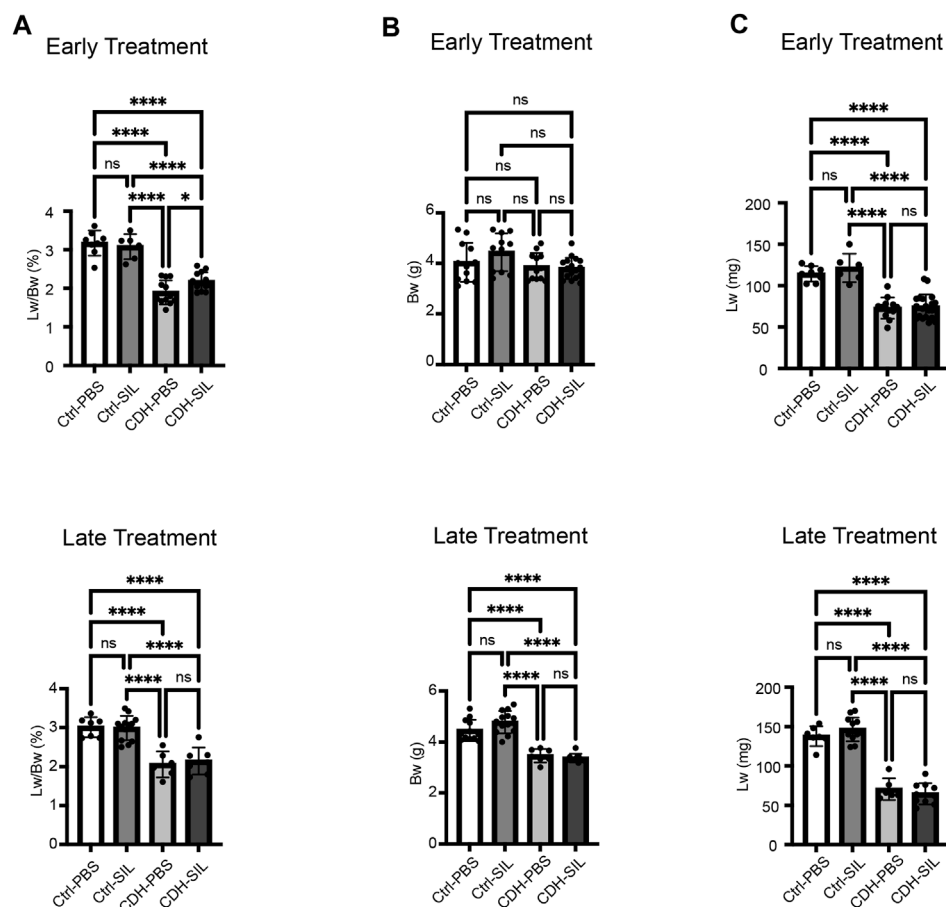 A
Early Treatment
****
****
ns
****
****
*
Lw/Bw (%)
4
3
2
1
0
Ctrl-PBS
Ctrl-SIL
CDH-PBS
CDH-SIL
B
Early Treatment
ns
ns
ns
ns
ns
ns
Bw (g)
6
4
2
0
Ctrl-PBS
Ctrl-SIL
CDH-PBS
CDH-SIL
C
Early Treatment
****
****
ns
****
****
ns
Lw (mg)
200
150
100
50
0
Ctrl-PBS
Ctrl-SIL
CDH-PBS
CDH-SIL
Late Treatment
****
****
ns
****
****
ns
Lw/Bw (%)
4
3
2
1
0
Ctrl-PBS
Ctrl-SIL
CDH-PBS
CDH-SIL
Late Treatment
****
****
ns
****
****
ns
Bw (g)
6
4
2
0
Ctrl-PBS
Ctrl-SIL
CDH-PBS
CDH-SIL
Late Treatment
****
****
ns
****
****
ns
Lw (mg)
200
150
100
50
0
Ctrl-PBS
Ctrl-SIL
CDH-PBS
CDH-SIL